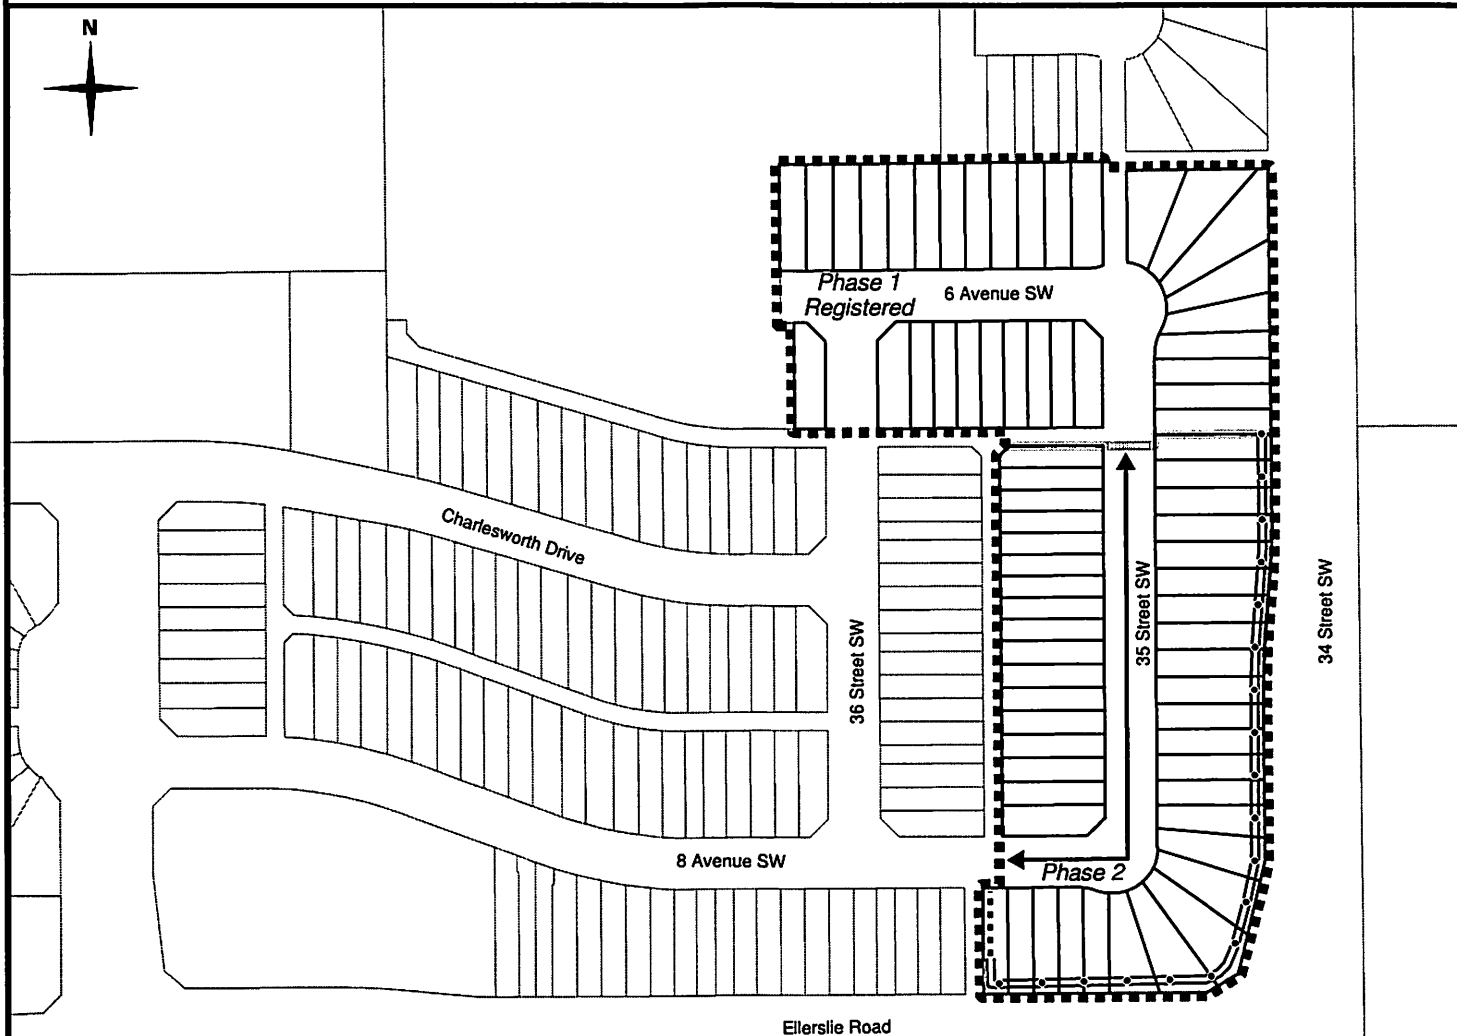 N
Phase 1
Registered
6 Avenue SW
Charlesworth Drive
36 Street SW
35 Street SW
34 Street SW
8 Avenue SW
Phase 2
Ellerslie Road